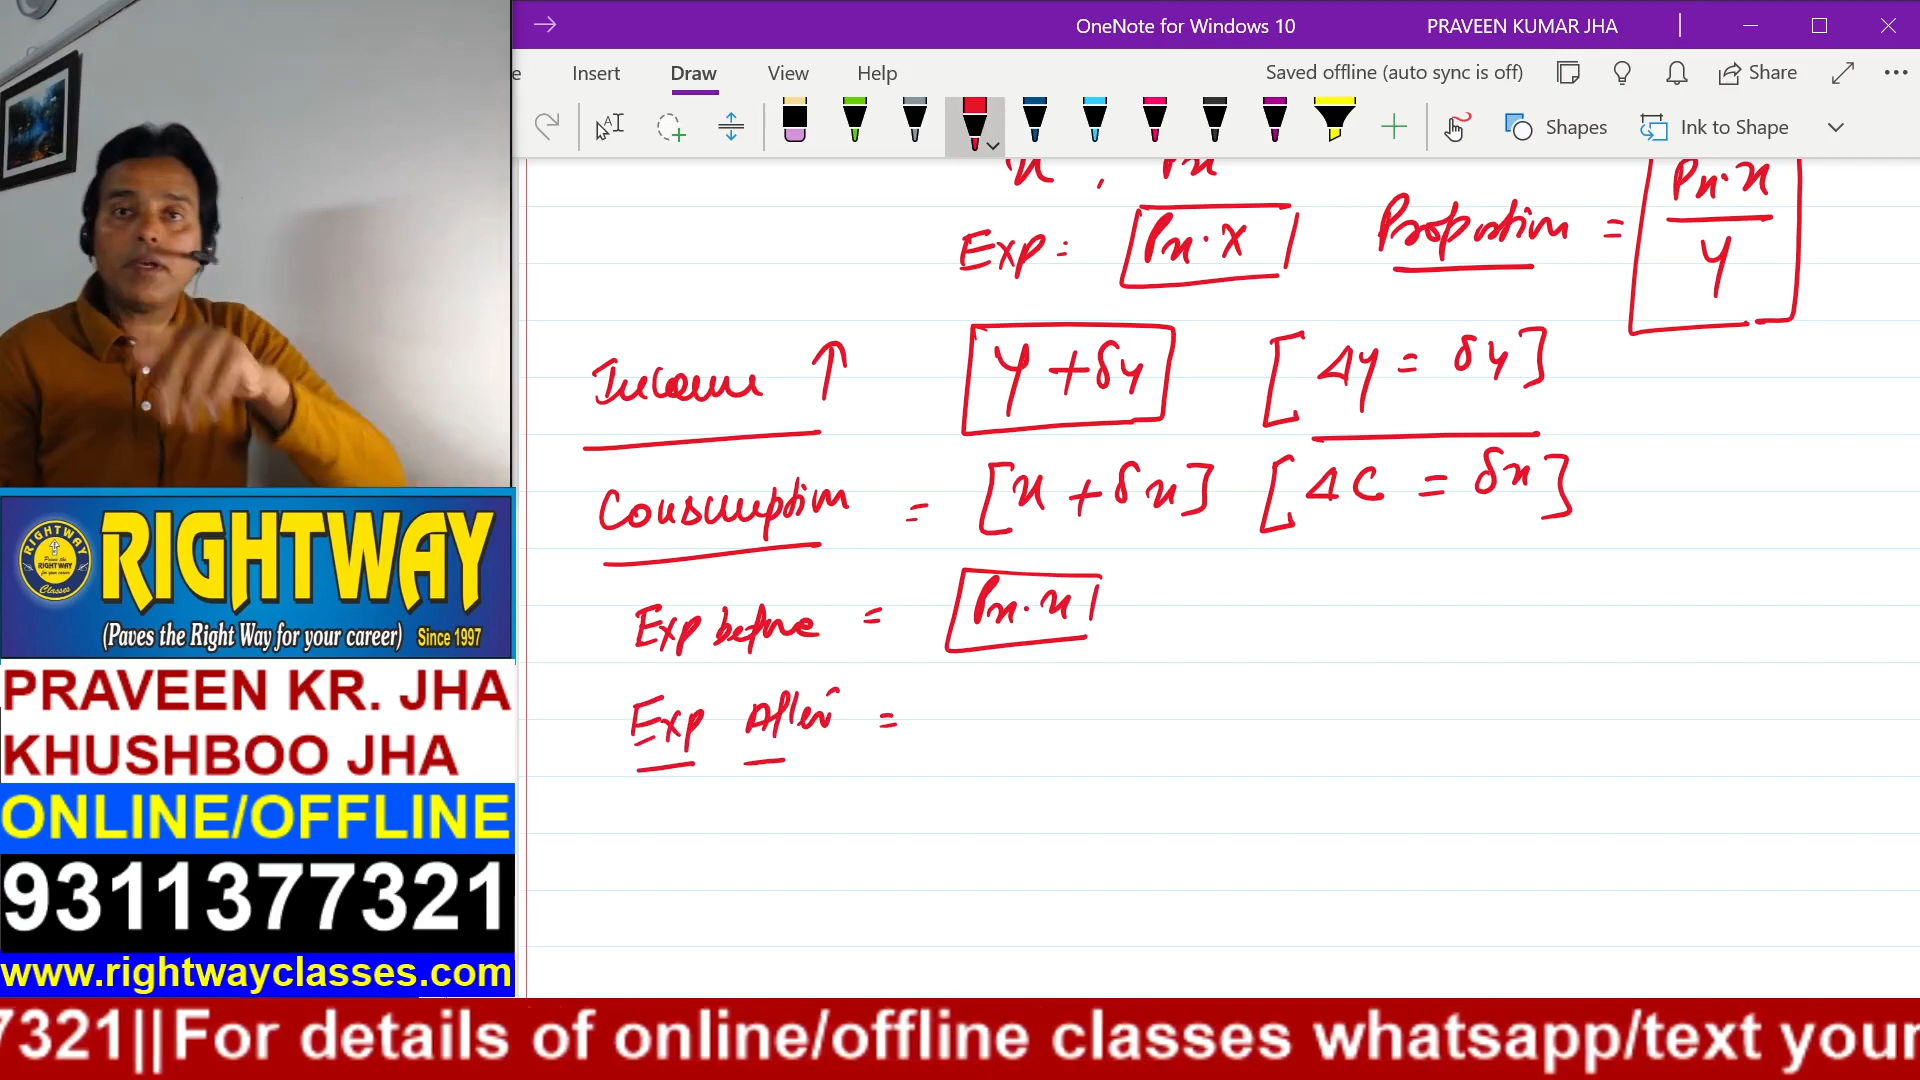 OneNote for Windows 10
PRAVEEN KUMAR JHA
Insert Draw View Help
Saved offline (auto sync is off)
Share
Shapes
Ink to Shape
x , Px
Exp = Px·X
Proportion = Px·x / Y
Income ↑ Y + δy [Δy = δy]
Consumption = [x + δx] [ΔC = δx]
Exp before = Px·x
Exp After =
RIGHTWAY
Classes
RIGHTWAY
(Paves the Right Way for your career) Since 1997
PRAVEEN KR. JHA
KHUSHBOO JHA
ONLINE/OFFLINE
9311377321
www.rightwayclasses.com
7321||For details of online/offline classes whatsapp/text your